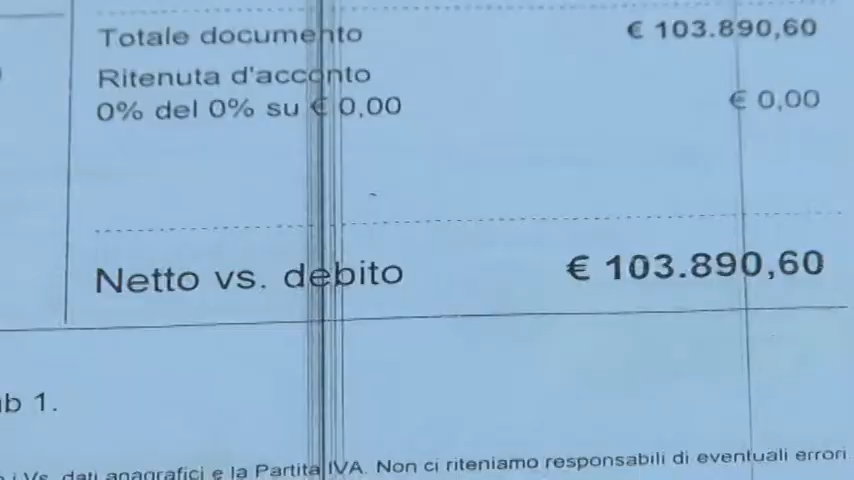 Totale documento € 103.890,60
Ritenuta d'acconto
0% del 0% su € 0,00 € 0,00
Netto vs. debito € 103.890,60
b 1.
i Vs. dati anagrafici e la Partita IVA. Non ci riteniamo responsabili di eventuali errori.